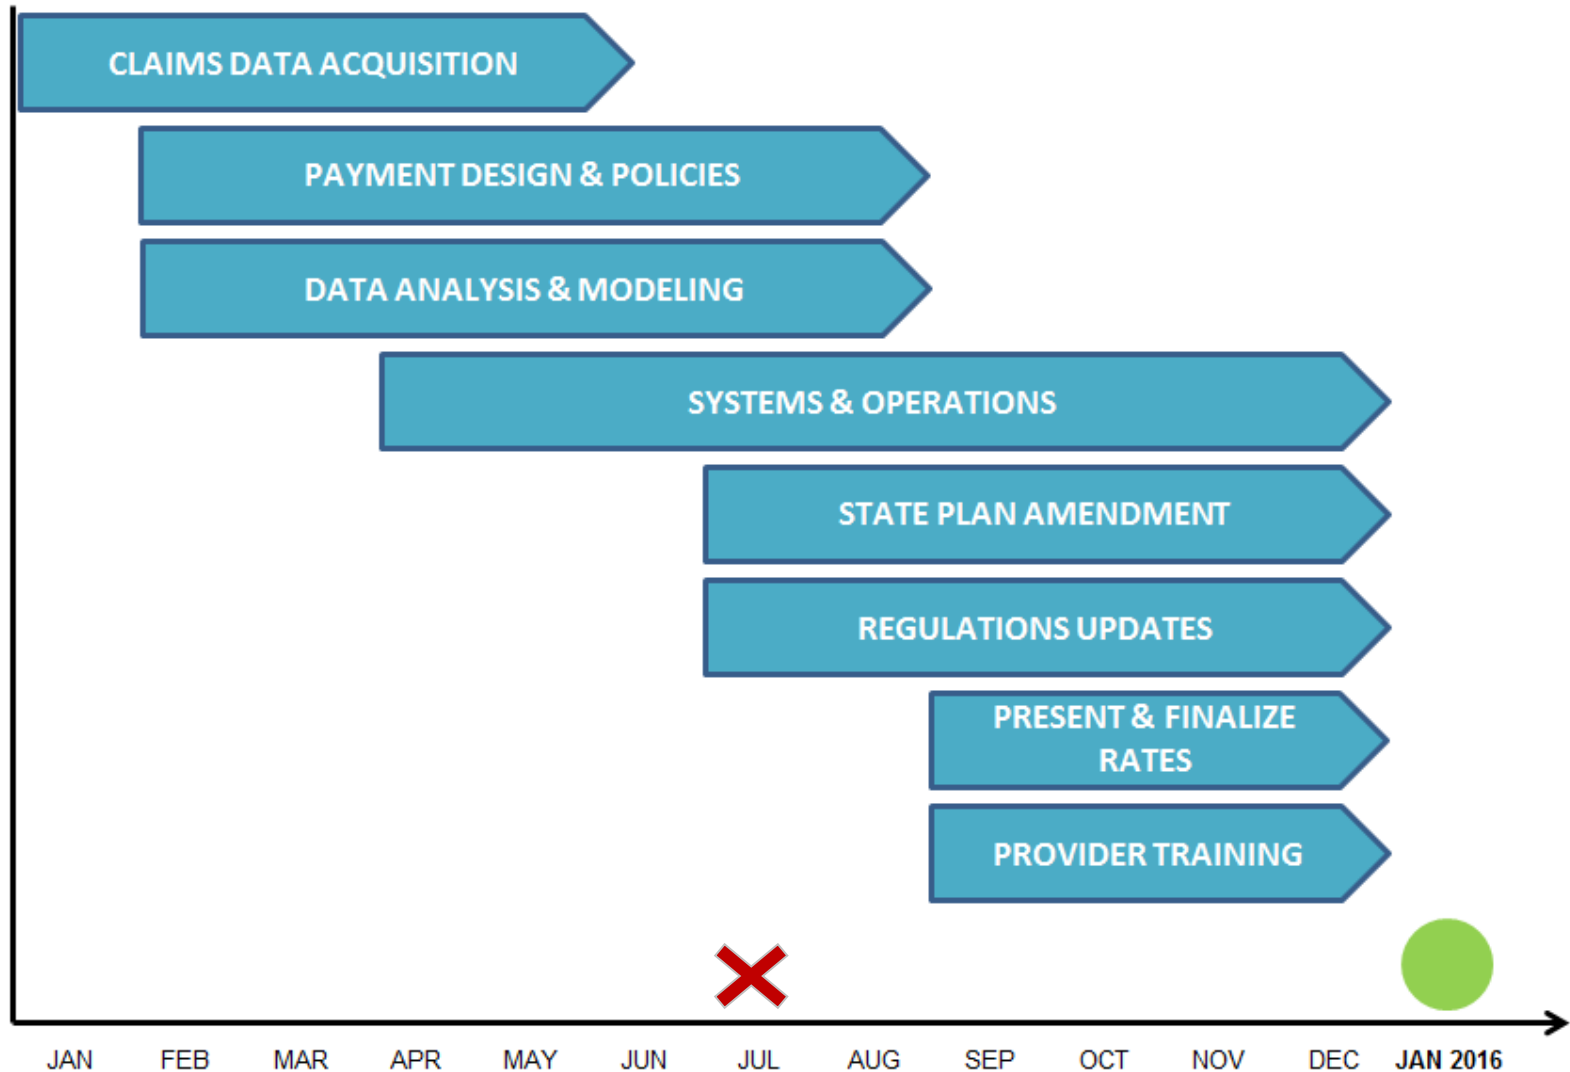 CLAIMS DATA ACQUISITION
PAYMENT DESIGN & POLICIES
DATA ANALYSIS & MODELING
SYSTEMS & OPERATIONS
STATE PLAN AMENDMENT
REGULATIONS UPDATES
PRESENT & FINALIZE
RATES
PROVIDER TRAINING
JAN FEB MAR APR MAY JUN JUL AUG SEP OCT NOV DEC JAN 2016